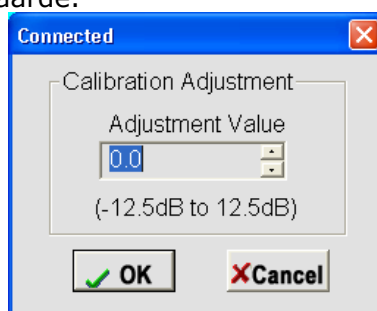 Connected
Calibration Adjustment
Adjustment Value
0.0
(-12.5dB to 12.5dB)
OK
Cancel